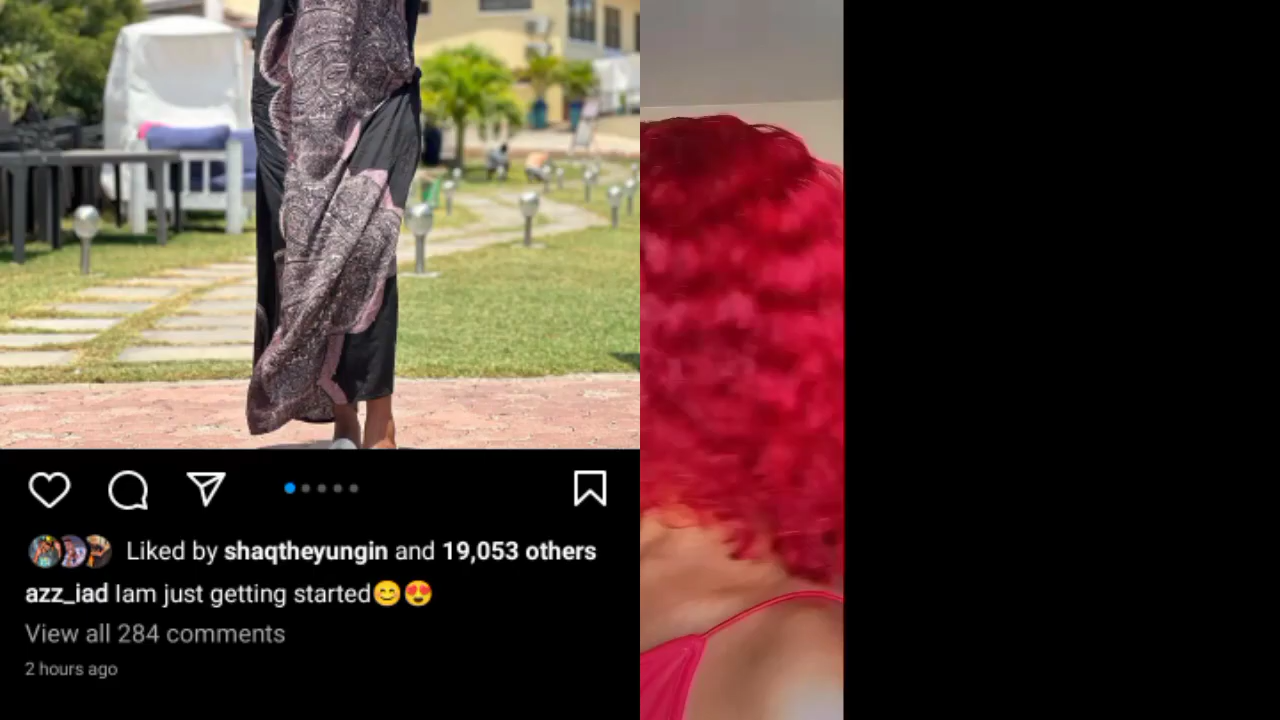 Liked by shaqtheyungin and 19,053 others
azz_iad Iam just getting started😊😍
View all 284 comments
2 hours ago